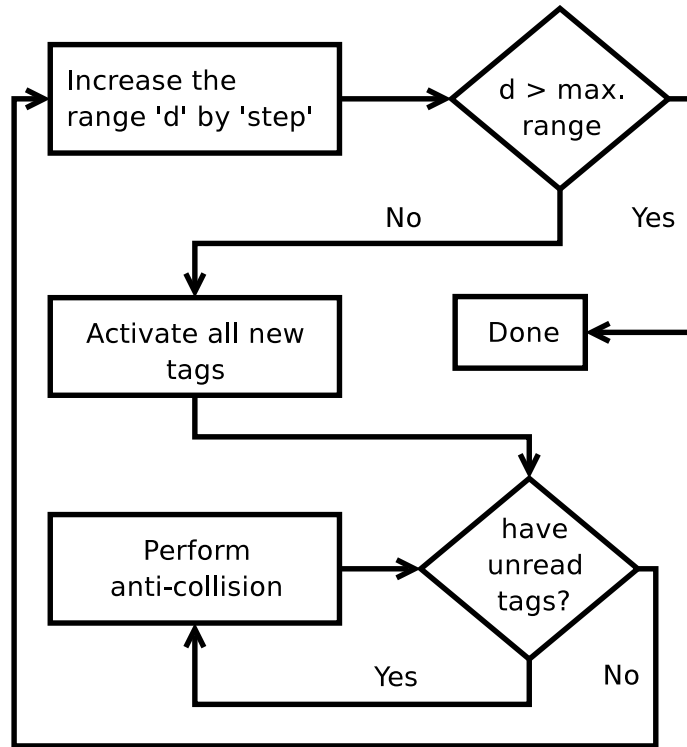 Increase the
range 'd' by 'step'
d > max.
range
No
Yes
Activate all new
tags
Done
Perform
anti-collision
have
unread
tags?
Yes
No